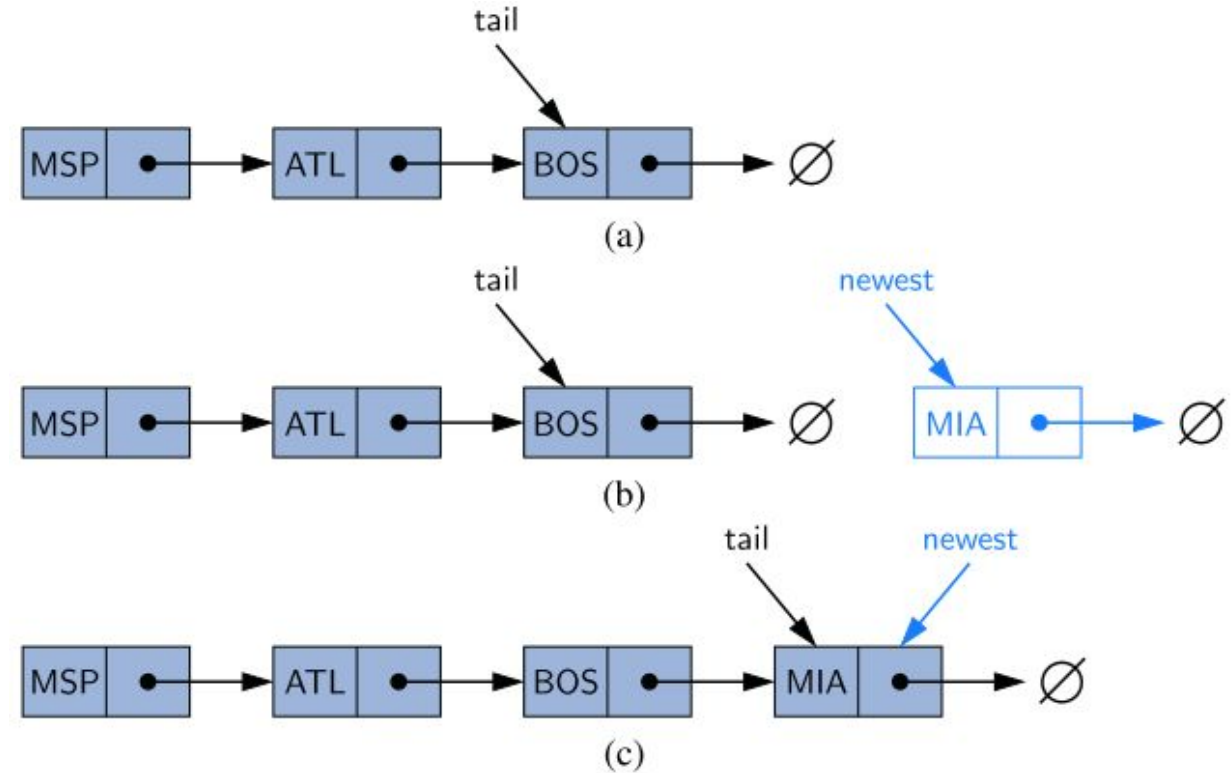 tail
MSP ATL BOS ∅
(a)
tail newest
MSP ATL BOS ∅ MIA ∅
(b)
tail newest
MSP ATL BOS MIA ∅
(c)